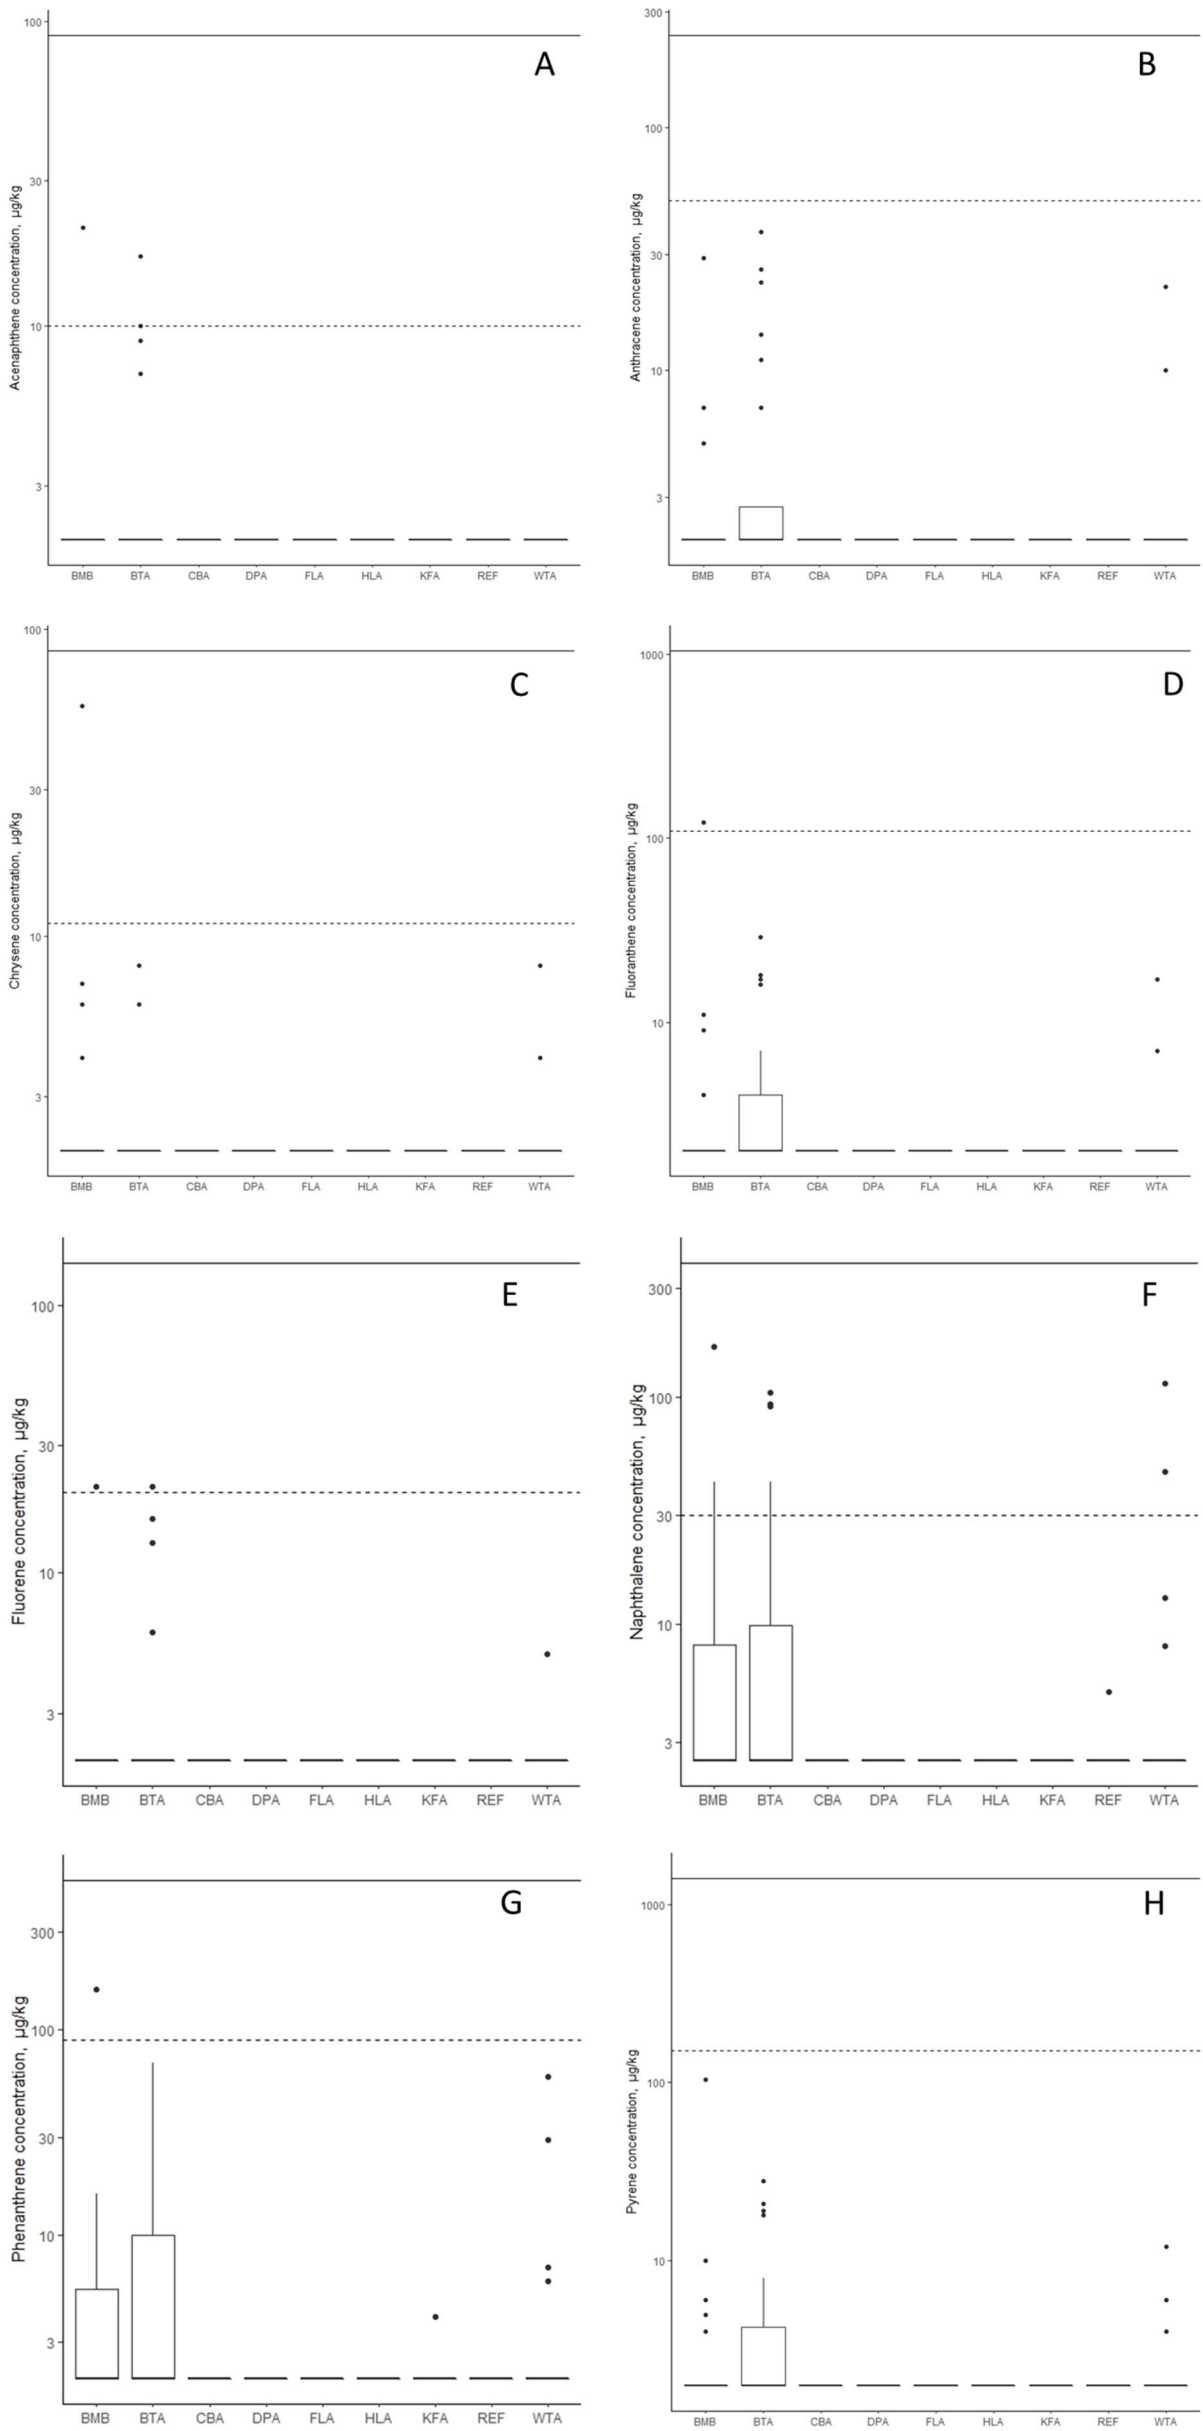 A
Acenaphthene concentration, µg/kg
100
30
10
3
BMB BTA CBA DPA FLA HLA KFA REF WTA
B
Anthracene concentration, µg/kg
300
100
30
10
3
BMB BTA CBA DPA FLA HLA KFA REF WTA
C
Chrysene concentration, µg/kg
100
30
10
3
BMB BTA CBA DPA FLA HLA KFA REF WTA
D
Fluoranthene concentration, µg/kg
1000
100
10
BMB BTA CBA DPA FLA HLA KFA REF WTA
E
Fluorene concentration, µg/kg
100
30
10
3
BMB BTA CBA DPA FLA HLA KFA REF WTA
F
Naphthalene concentration, µg/kg
300
100
30
10
3
BMB BTA CBA DPA FLA HLA KFA REF WTA
G
Phenanthrene concentration, µg/kg
300
100
30
10
3
BMB BTA CBA DPA FLA HLA KFA REF WTA
H
Pyrene concentration, µg/kg
1000
100
10
BMB BTA CBA DPA FLA HLA KFA REF WTA